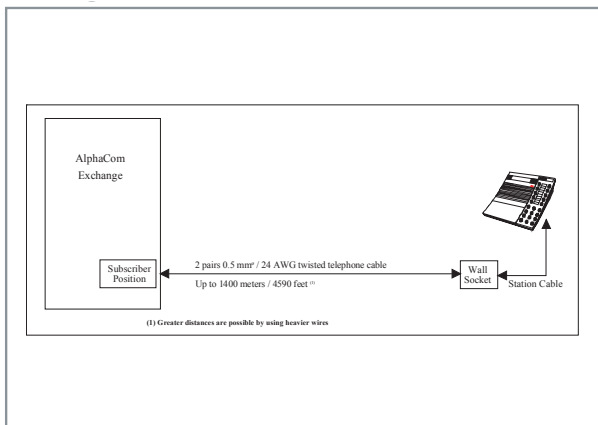 AlphaCom
Exchange
Subscriber
Position
2 pairs 0.5 mmº / 24 AWG twisted telephone cable
Up to 1400 meters / 4590 feet (1)
Wall
Socket
Station Cable
(1) Greater distances are possible by using heavier wires